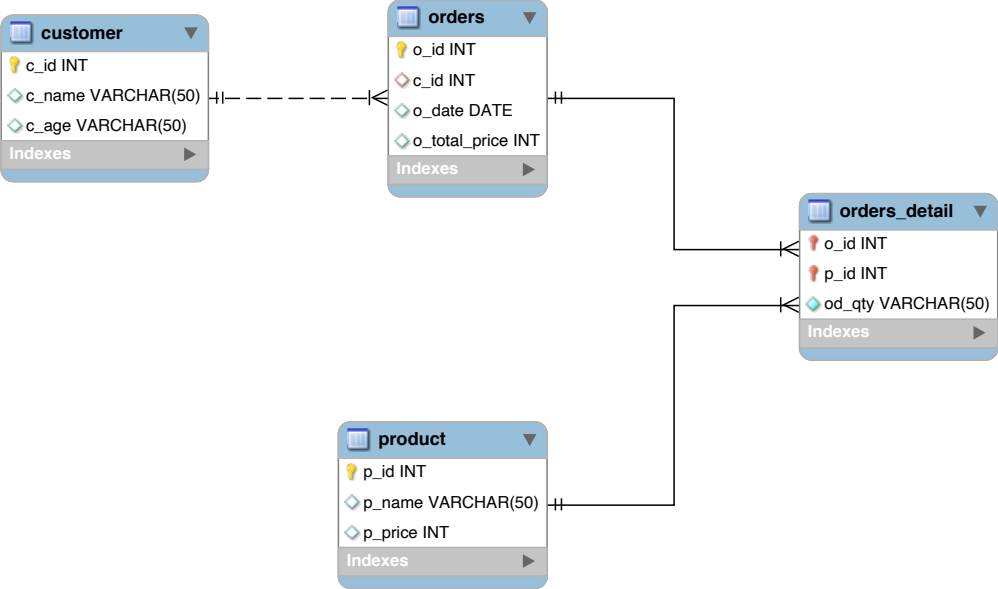 customer
c_id INT
c_name VARCHAR(50)
c_age VARCHAR(50)
Indexes
orders
o_id INT
c_id INT
o_date DATE
o_total_price INT
Indexes
orders_detail
o_id INT
p_id INT
od_qty VARCHAR(50)
Indexes
product
p_id INT
p_name VARCHAR(50)
p_price INT
Indexes